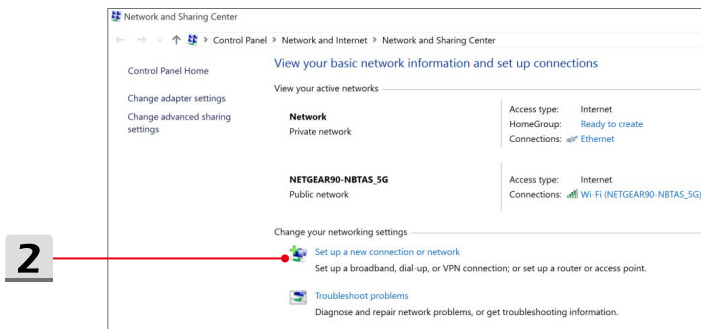 Network and Sharing Center
Control Panel > Network and Internet > Network and Sharing Center
Control Panel Home
Change adapter settings
Change advanced sharing
settings
View your basic network information and set up connections
View your active networks
Network
Private network
Access type: Internet
HomeGroup: Ready to create
Connections: Ethernet
NETGEAR90-NBTAS_5G
Public network
Access type: Internet
Connections: Wi-Fi (NETGEAR90-NBTAS_5G)
Change your networking settings
2
Set up a new connection or network
Set up a broadband, dial-up, or VPN connection; or set up a router or access point.
Troubleshoot problems
Diagnose and repair network problems, or get troubleshooting information.